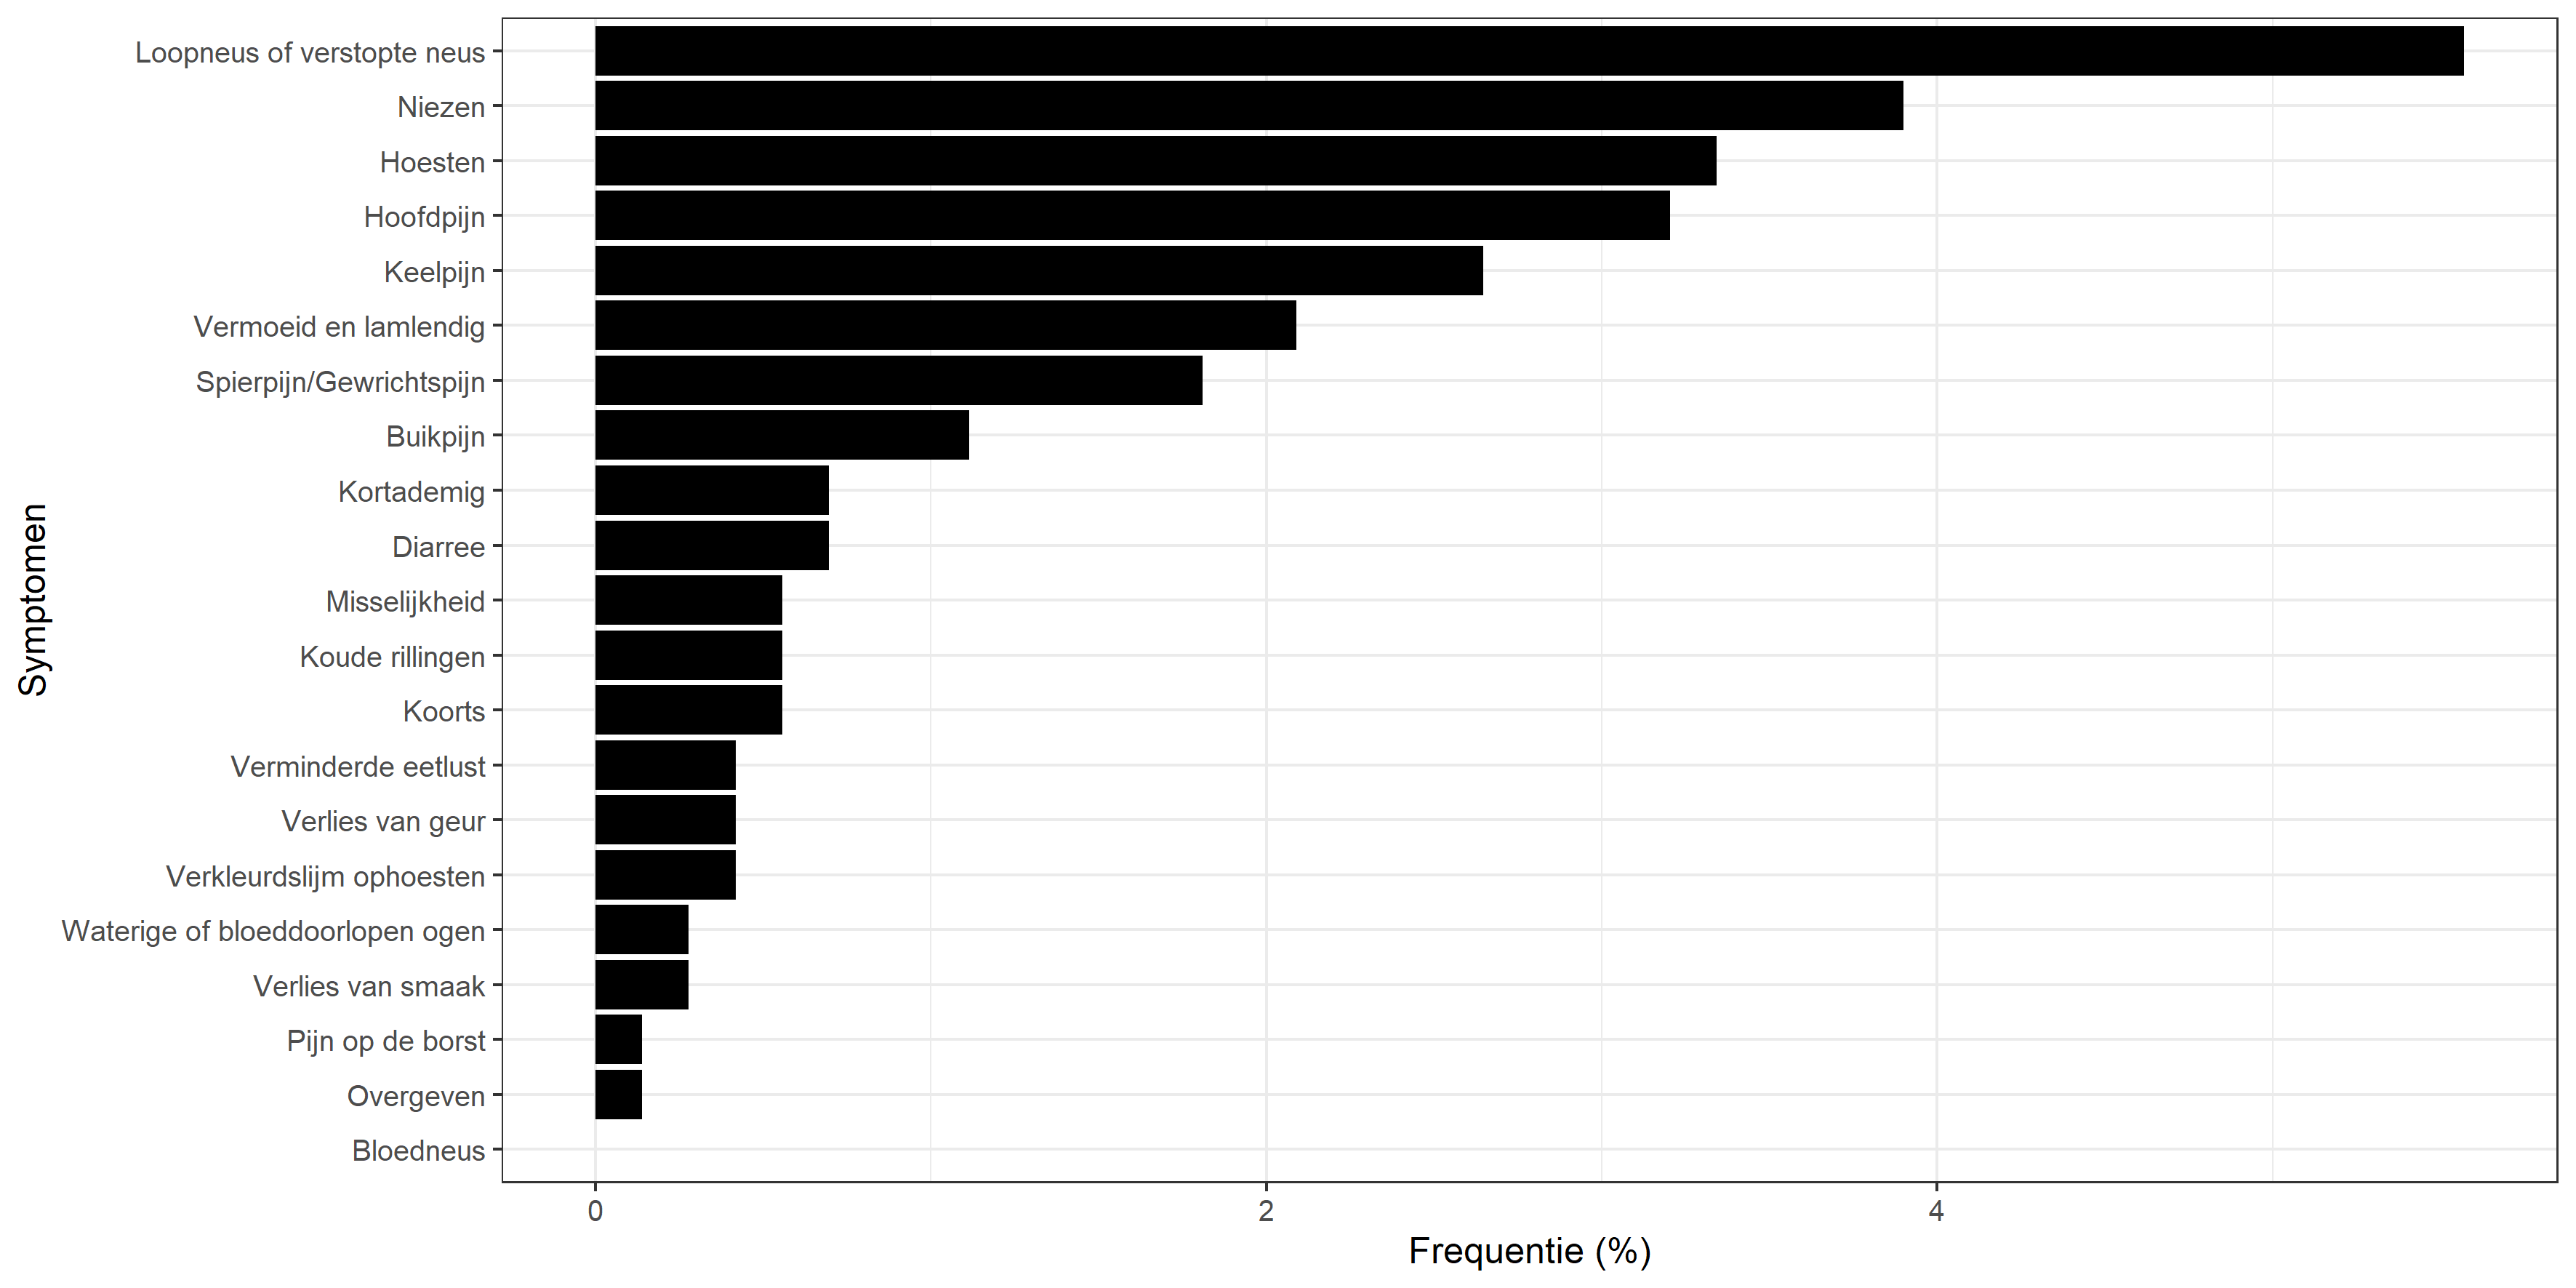 Loopneus of verstopte neus
Niezen
Hoesten
Hoofdpijn
Keelpijn
Vermoeid en lamlendig
Spierpijn/Gewrichtspijn
Buikpijn
Kortademig
Diarree
Misselijkheid
Koude rillingen
Koorts
Verminderde eetlust
Verlies van geur
Verkleurdslijm ophoesten
Waterige of bloeddoorlopen ogen
Verlies van smaak
Pijn op de borst
Overgeven
Bloedneus
Symptomen
0 2 4
Frequentie (%)